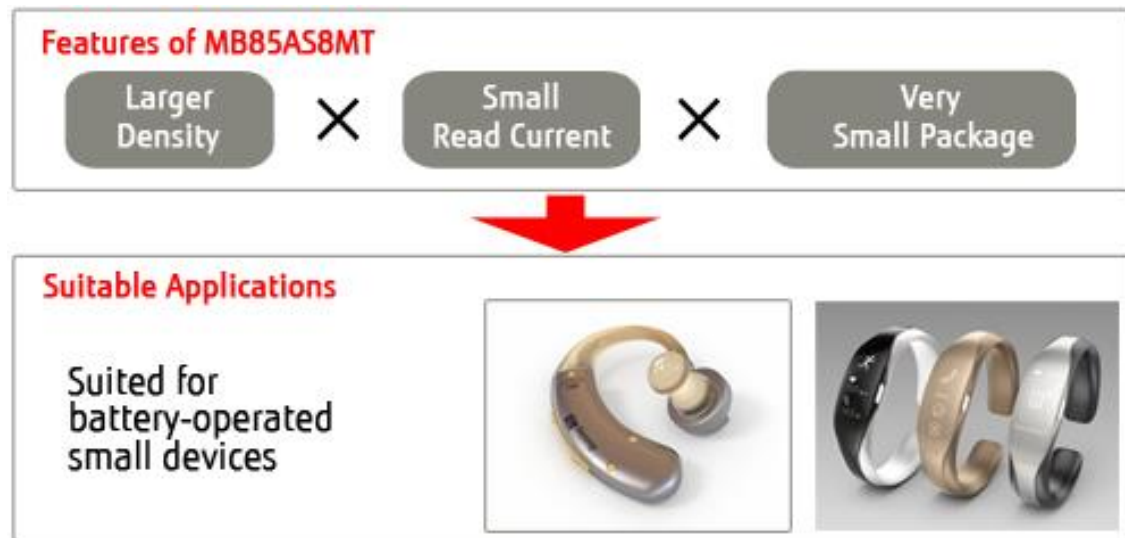 Features of MB85AS8MT
Larger
Density
×
Small
Read Current
×
Very
Small Package
Suitable Applications
Suited for
battery-operated
small devices